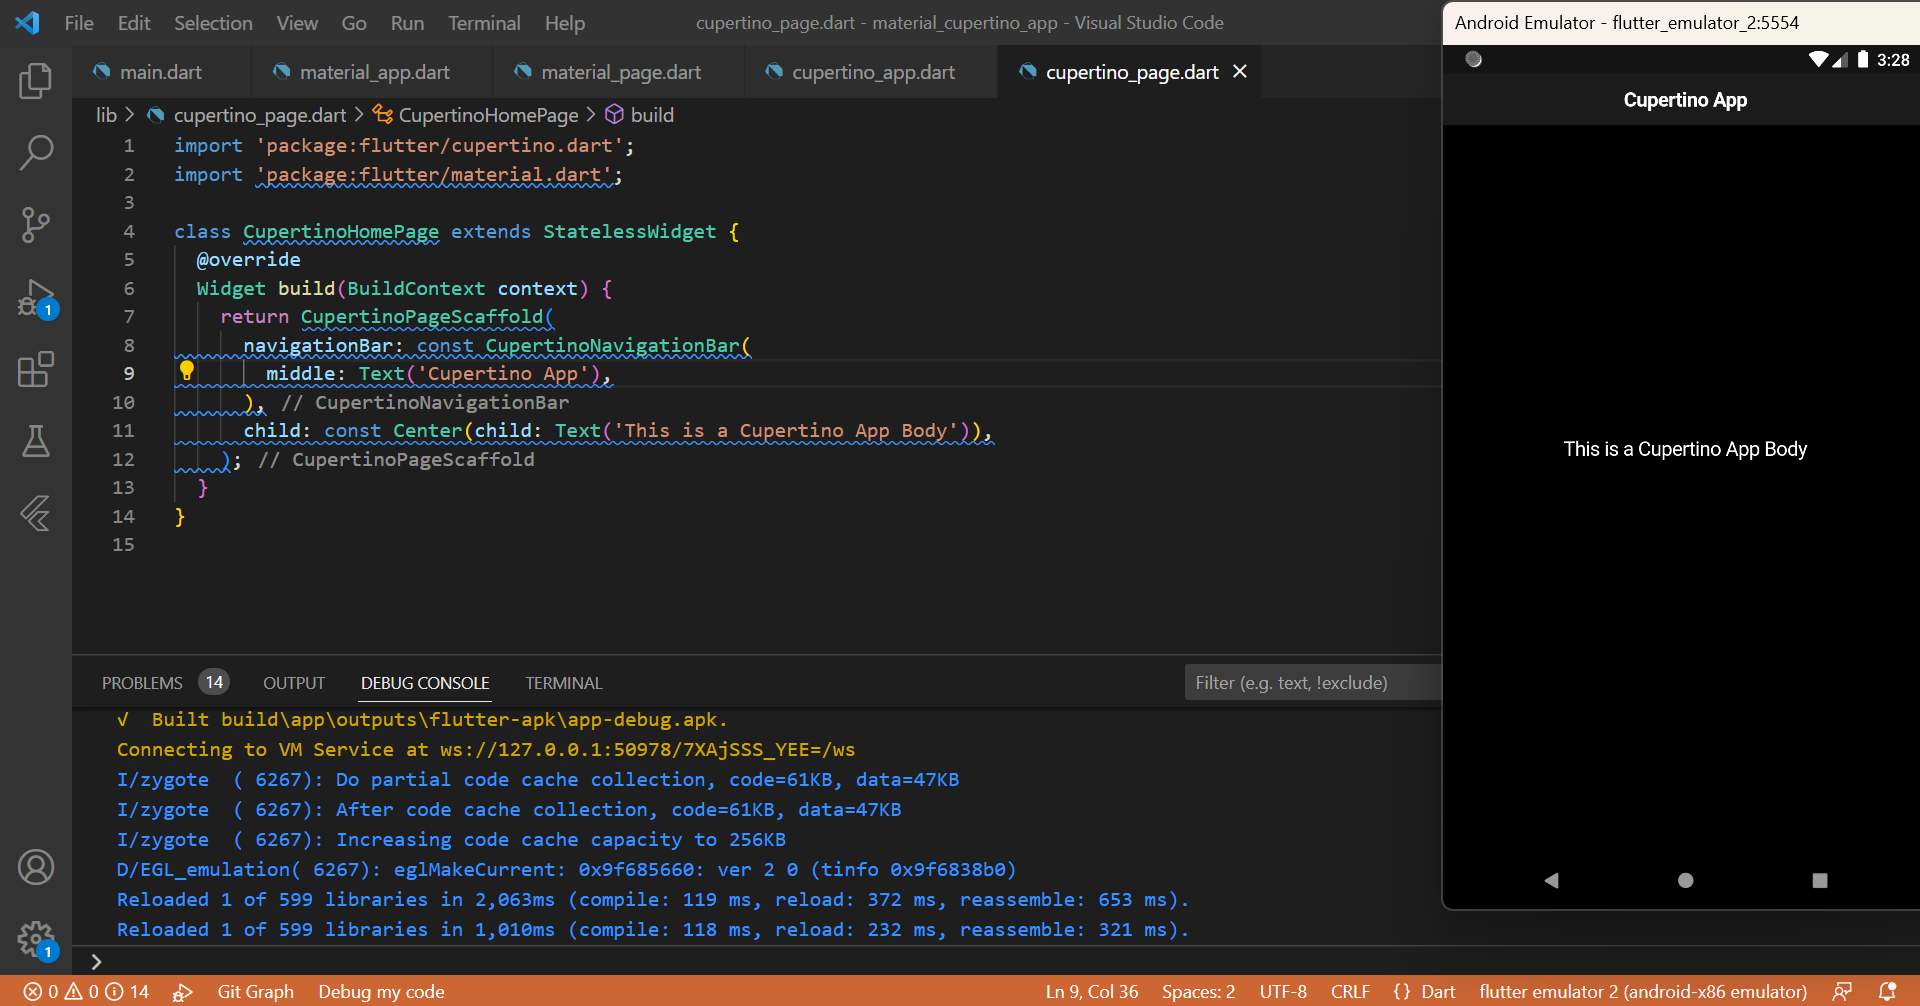 File Edit Selection View Go Run Terminal Help
cupertino_page.dart - material_cupertino_app - Visual Studio Code
main.dart
material_app.dart
material_page.dart
cupertino_app.dart
cupertino_page.dart
lib > cupertino_page.dart > CupertinoHomePage > build
1 import 'package:flutter/cupertino.dart';
2 import 'package:flutter/material.dart';
3
4 class CupertinoHomePage extends StatelessWidget {
5 @override
6 Widget build(BuildContext context) {
7 return CupertinoPageScaffold(
8 navigationBar: const CupertinoNavigationBar(
9 middle: Text('Cupertino App'),
10 ), // CupertinoNavigationBar
11 child: const Center(child: Text('This is a Cupertino App Body')),
12 ); // CupertinoPageScaffold
13 }
14 }
15
1
1
PROBLEMS 14 OUTPUT DEBUG CONSOLE TERMINAL
Filter (e.g. text, !exclude)
√ Built build\app\outputs\flutter-apk\app-debug.apk.
Connecting to VM Service at ws://127.0.0.1:50978/7XAjSSS_YEE=/ws
I/zygote ( 6267): Do partial code cache collection, code=61KB, data=47KB
I/zygote ( 6267): After code cache collection, code=61KB, data=47KB
I/zygote ( 6267): Increasing code cache capacity to 256KB
D/EGL_emulation( 6267): eglMakeCurrent: 0x9f685660: ver 2 0 (tinfo 0x9f6838b0)
Reloaded 1 of 599 libraries in 2,063ms (compile: 119 ms, reload: 372 ms, reassemble: 653 ms).
Reloaded 1 of 599 libraries in 1,010ms (compile: 118 ms, reload: 232 ms, reassemble: 321 ms).
>
0 0 14 Git Graph Debug my code
Ln 9, Col 36 Spaces: 2 UTF-8 CRLF {} Dart flutter emulator 2 (android-x86 emulator)
Android Emulator - flutter_emulator_2:5554
3:28
Cupertino App
This is a Cupertino App Body